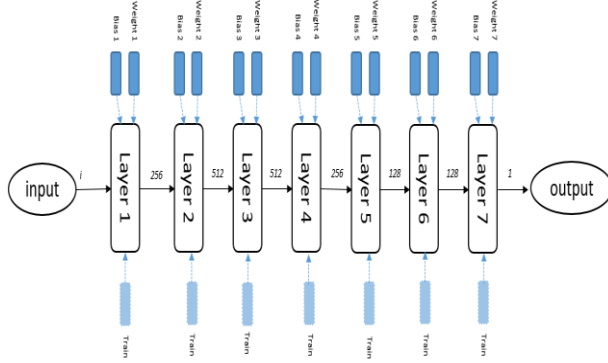 Bias 1
Weight 1
Bias 2
Weight 2
Bias 3
Weight 3
Bias 4
Weight 4
Bias 5
Weight 5
Bias 6
Weight 6
Bias 7
Weight 7
input
i
Layer 1
256
Layer 2
512
Layer 3
512
Layer 4
256
Layer 5
128
Layer 6
128
Layer 7
1
output
Train
Train
Train
Train
Train
Train
Train